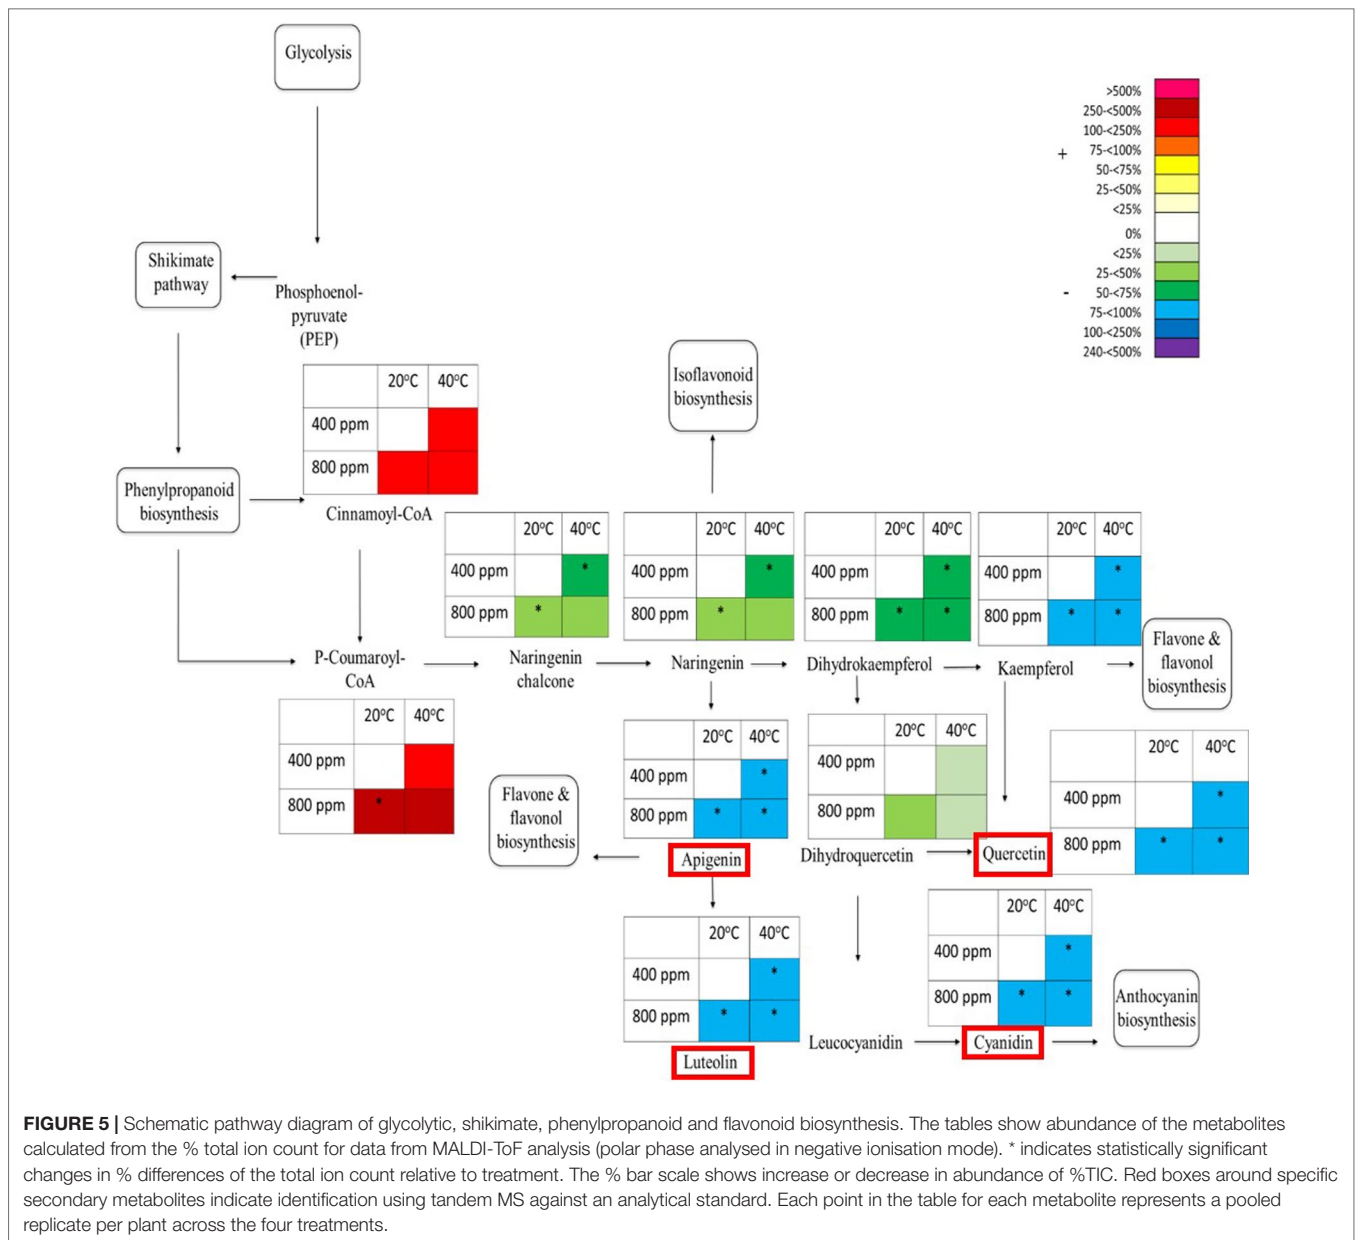 Glycolysis
>500%
250-<500%
100-<250%
75-<100%
+
50-<75%
25-<50%
<25%
0%
<25%
25-<50%
50-<75%
-
75-<100%
100-<250%
240-<500%
Shikimate
pathway
Phosphoenol-
pyruvate
(PEP)
Isoflavonoid
biosynthesis
20°C 40°C
400 ppm
800 ppm
Phenylpropanoid
biosynthesis
Cinnamoyl-CoA
20°C 40°C
400 ppm *
800 ppm *
20°C 40°C
400 ppm *
800 ppm *
20°C 40°C
400 ppm *
800 ppm * *
20°C 40°C
400 ppm *
800 ppm * *
P-Coumaroyl-
CoA
Naringenin
chalcone
Naringenin
Dihydrokaempferol
Kaempferol
Flavone &
flavonol
biosynthesis
20°C 40°C
400 ppm
800 ppm *
Flavone &
flavonol
biosynthesis
20°C 40°C
400 ppm *
800 ppm * *
Apigenin
20°C 40°C
400 ppm
800 ppm
Dihydroquercetin
Quercetin
20°C 40°C
400 ppm *
800 ppm * *
20°C 40°C
400 ppm *
800 ppm * *
Luteolin
Leucocyanidin
20°C 40°C
400 ppm *
800 ppm * *
Cyanidin
Anthocyanin
biosynthesis
FIGURE 5 | Schematic pathway diagram of glycolytic, shikimate, phenylpropanoid and flavonoid biosynthesis. The tables show abundance of the metabolites
calculated from the % total ion count for data from MALDI-ToF analysis (polar phase analysed in negative ionisation mode). * indicates statistically significant
changes in % differences of the total ion count relative to treatment. The % bar scale shows increase or decrease in abundance of %TIC. Red boxes around specific
secondary metabolites indicate identification using tandem MS against an analytical standard. Each point in the table for each metabolite represents a pooled
replicate per plant across the four treatments.